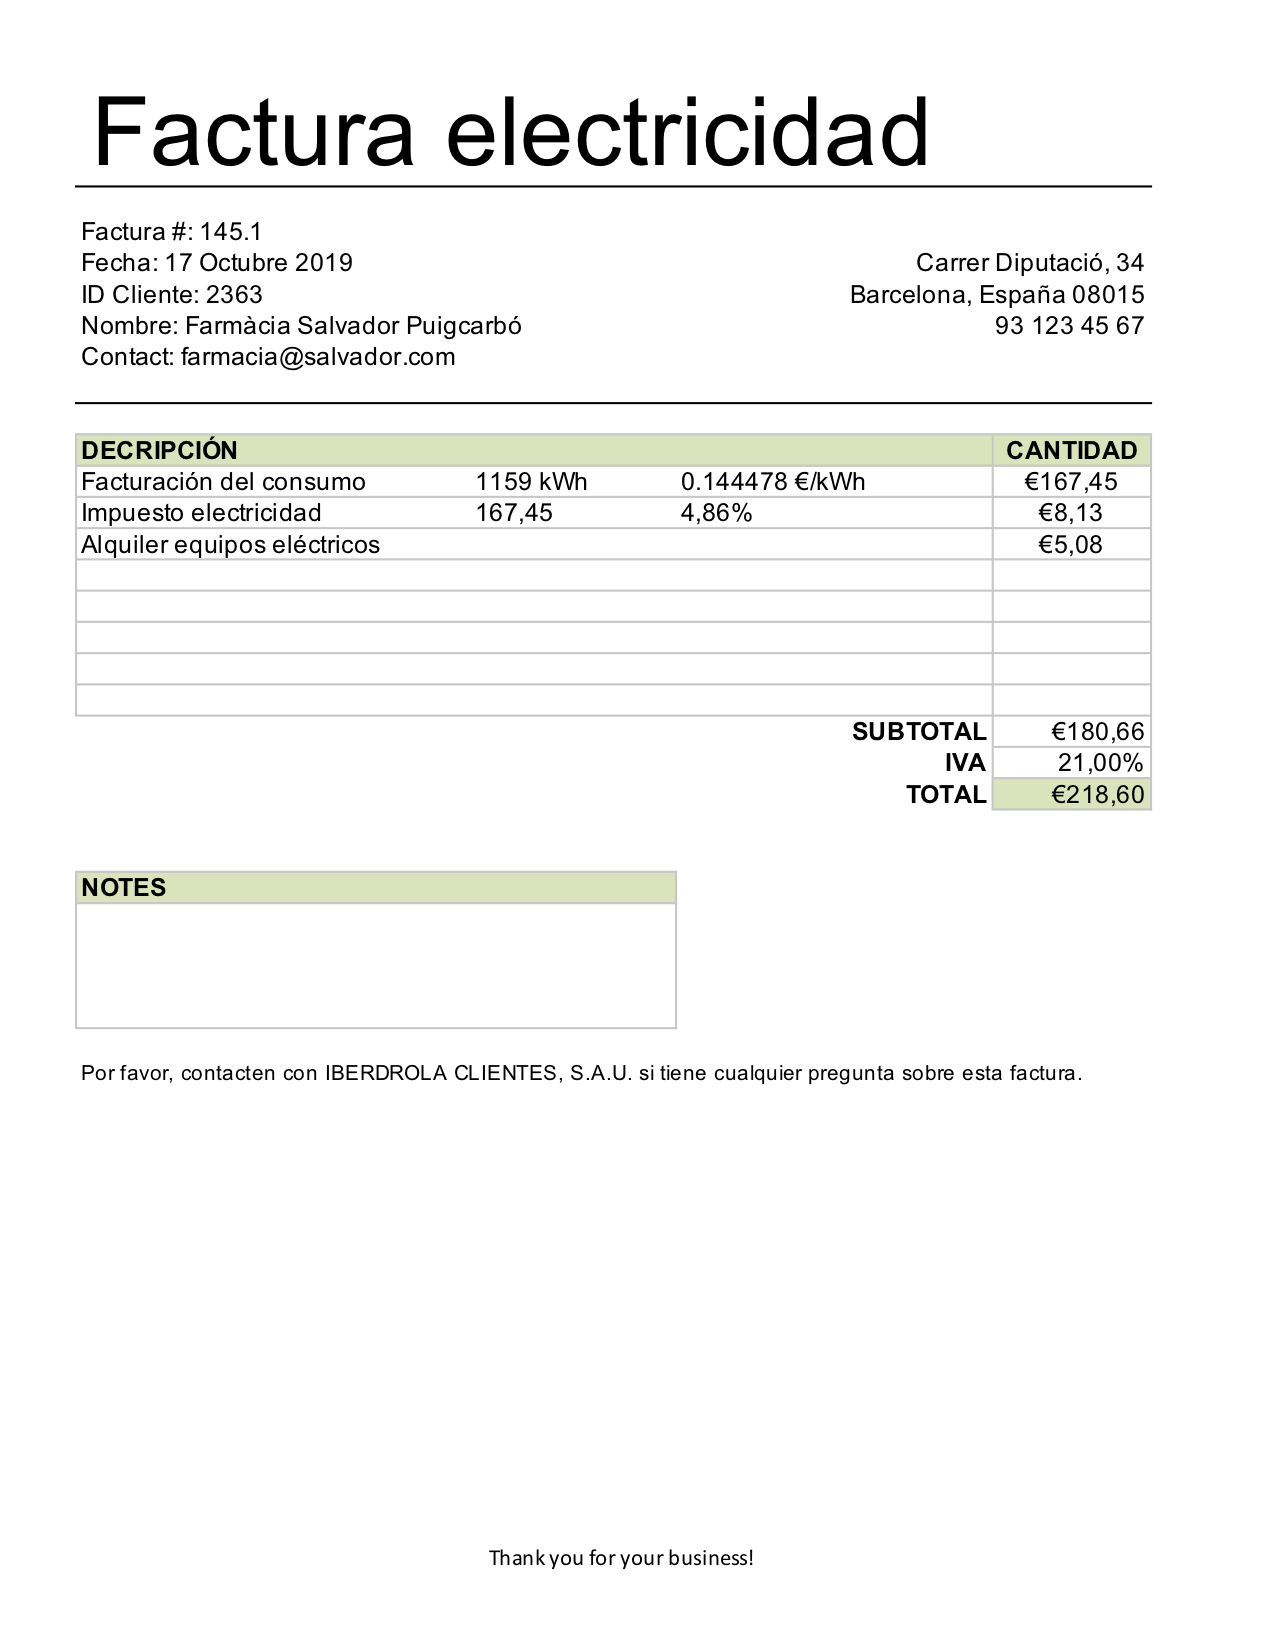 Factura electricidad
Factura #: 145.1
Fecha: 17 Octubre 2019 Carrer Diputació, 34
ID Cliente: 2363 Barcelona, España 08015
Nombre: Farmàcia Salvador Puigcarbó 93 123 45 67
Contact: farmacia@salvador.com
DECRIPCIÓN CANTIDAD
Facturación del consumo 1159 kWh 0.144478 €/kWh €167,45
Impuesto electricidad 167,45 4,86% €8,13
Alquiler equipos eléctricos €5,08
SUBTOTAL €180,66
IVA 21,00%
TOTAL €218,60
NOTES
Por favor, contacten con IBERDROLA CLIENTES, S.A.U. si tiene cualquier pregunta sobre esta factura.
Thank you for your business!